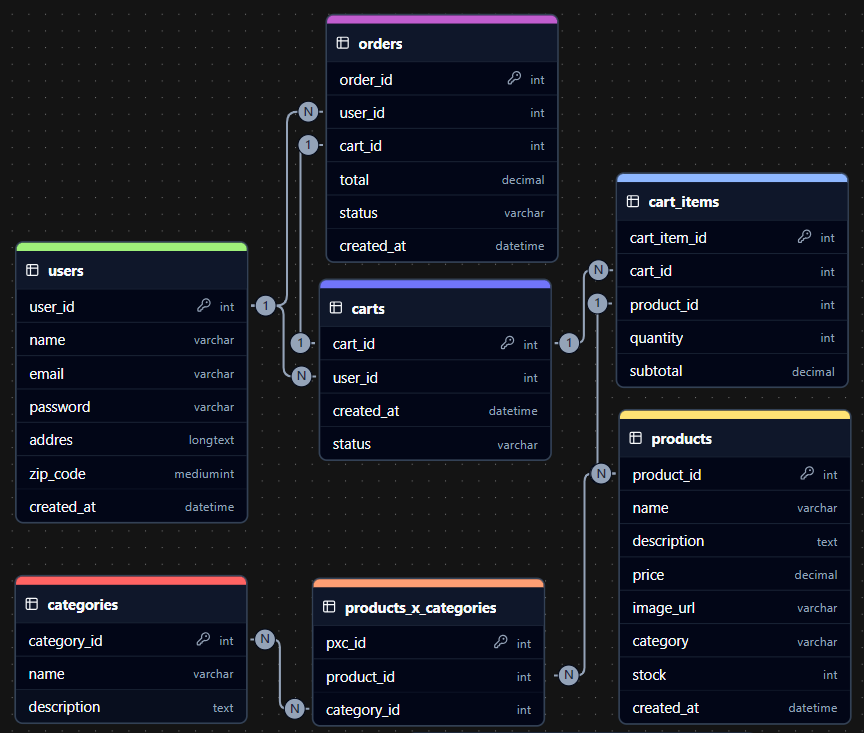 orders
order_id int
user_id int
cart_id int
total decimal
status varchar
created_at datetime
N
1
users
user_id int
name varchar
email varchar
password varchar
addres longtext
zip_code mediumint
created_at datetime
1
carts
cart_id int
user_id int
created_at datetime
status varchar
1
N
1
cart_items
cart_item_id int
cart_id int
product_id int
quantity int
subtotal decimal
N
1
products
product_id int
name varchar
description text
price decimal
image_url varchar
category varchar
stock int
created_at datetime
N
categories
category_id int
name varchar
description text
N
products_x_categories
pxc_id int
product_id int
category_id int
N
N